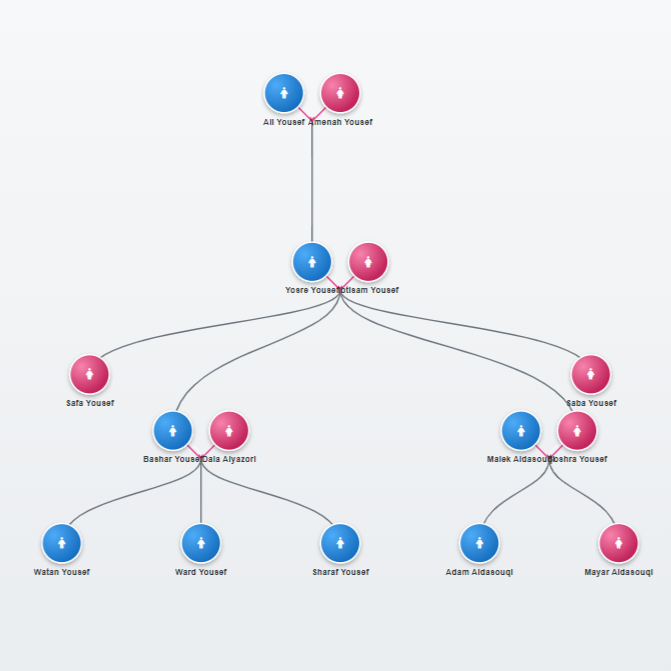 Ali Yousef
Amenah Yousef
Yosre Yousef
Ibtisam Yousef
Safa Yousef
Saba Yousef
Bashar Yousef
Dala Alyazori
Malek Aldasouqi
Yoshra Yousef
Watan Yousef
Ward Yousef
Sharaf Yousef
Adam Aldasouqi
Mayar Aldasouqi